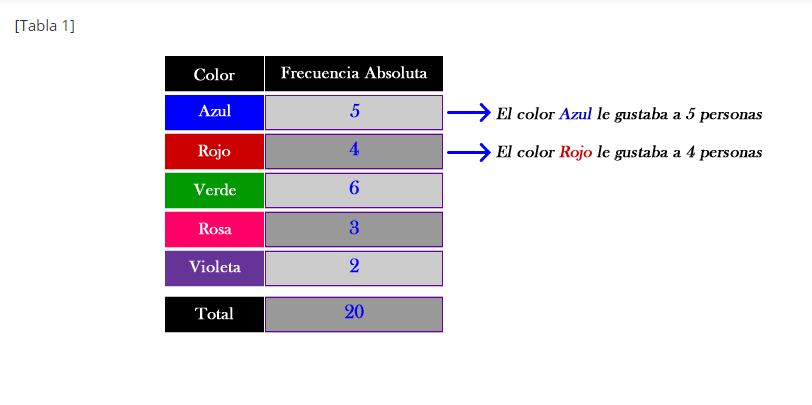 [Tabla 1]
Color Frecuencia Absoluta
Azul 5 El color Azul le gustaba a 5 personas
Rojo 4 El color Rojo le gustaba a 4 personas
Verde 6
Rosa 3
Violeta 2
Total 20